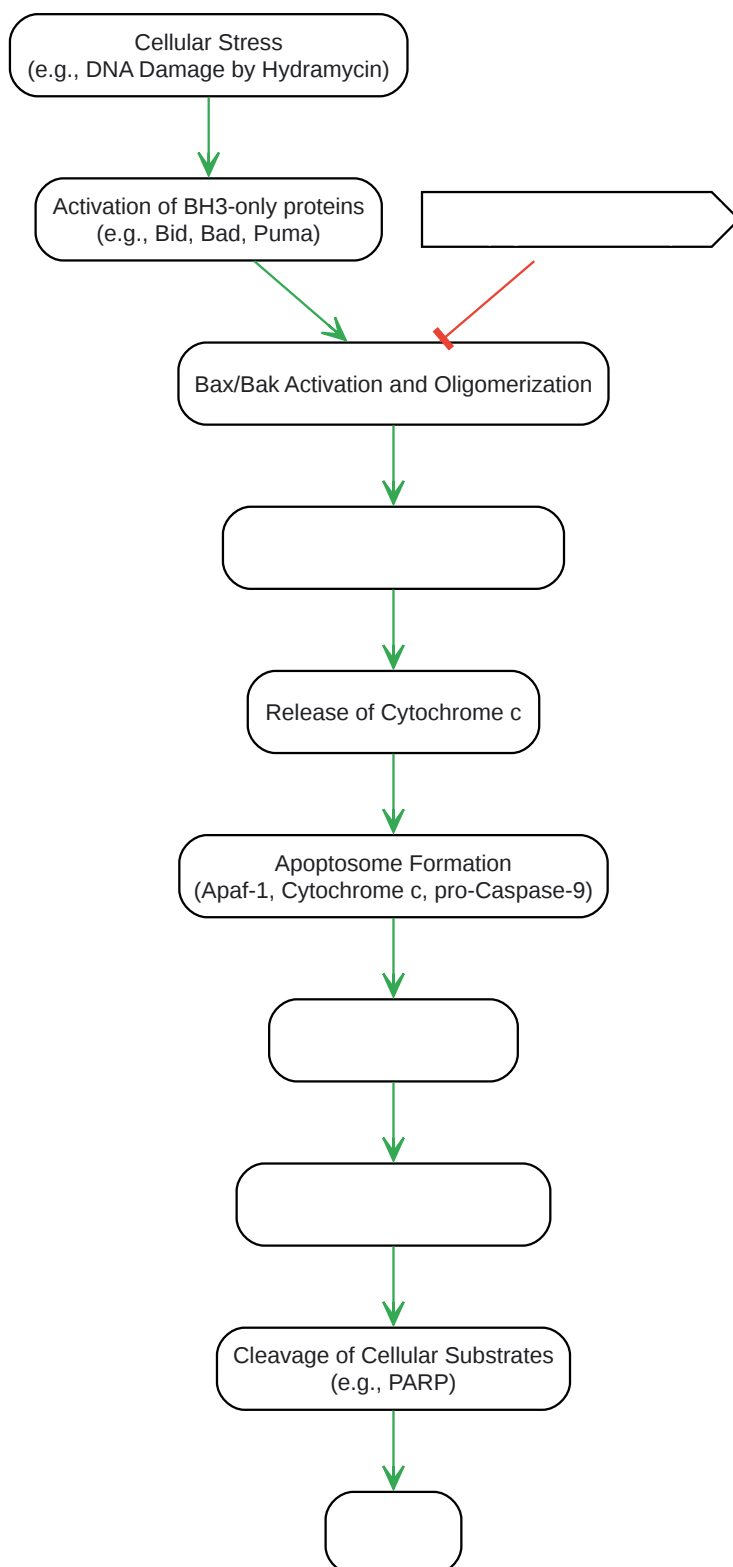 Cellular Stress
(e.g., DNA Damage by Hydramycin)
Activation of BH3-only proteins
(e.g., Bid, Bad, Puma)
Bax/Bak Activation and Oligomerization
Release of Cytochrome c
Apoptosome Formation
(Apaf-1, Cytochrome c, pro-Caspase-9)
Cleavage of Cellular Substrates
(e.g., PARP)